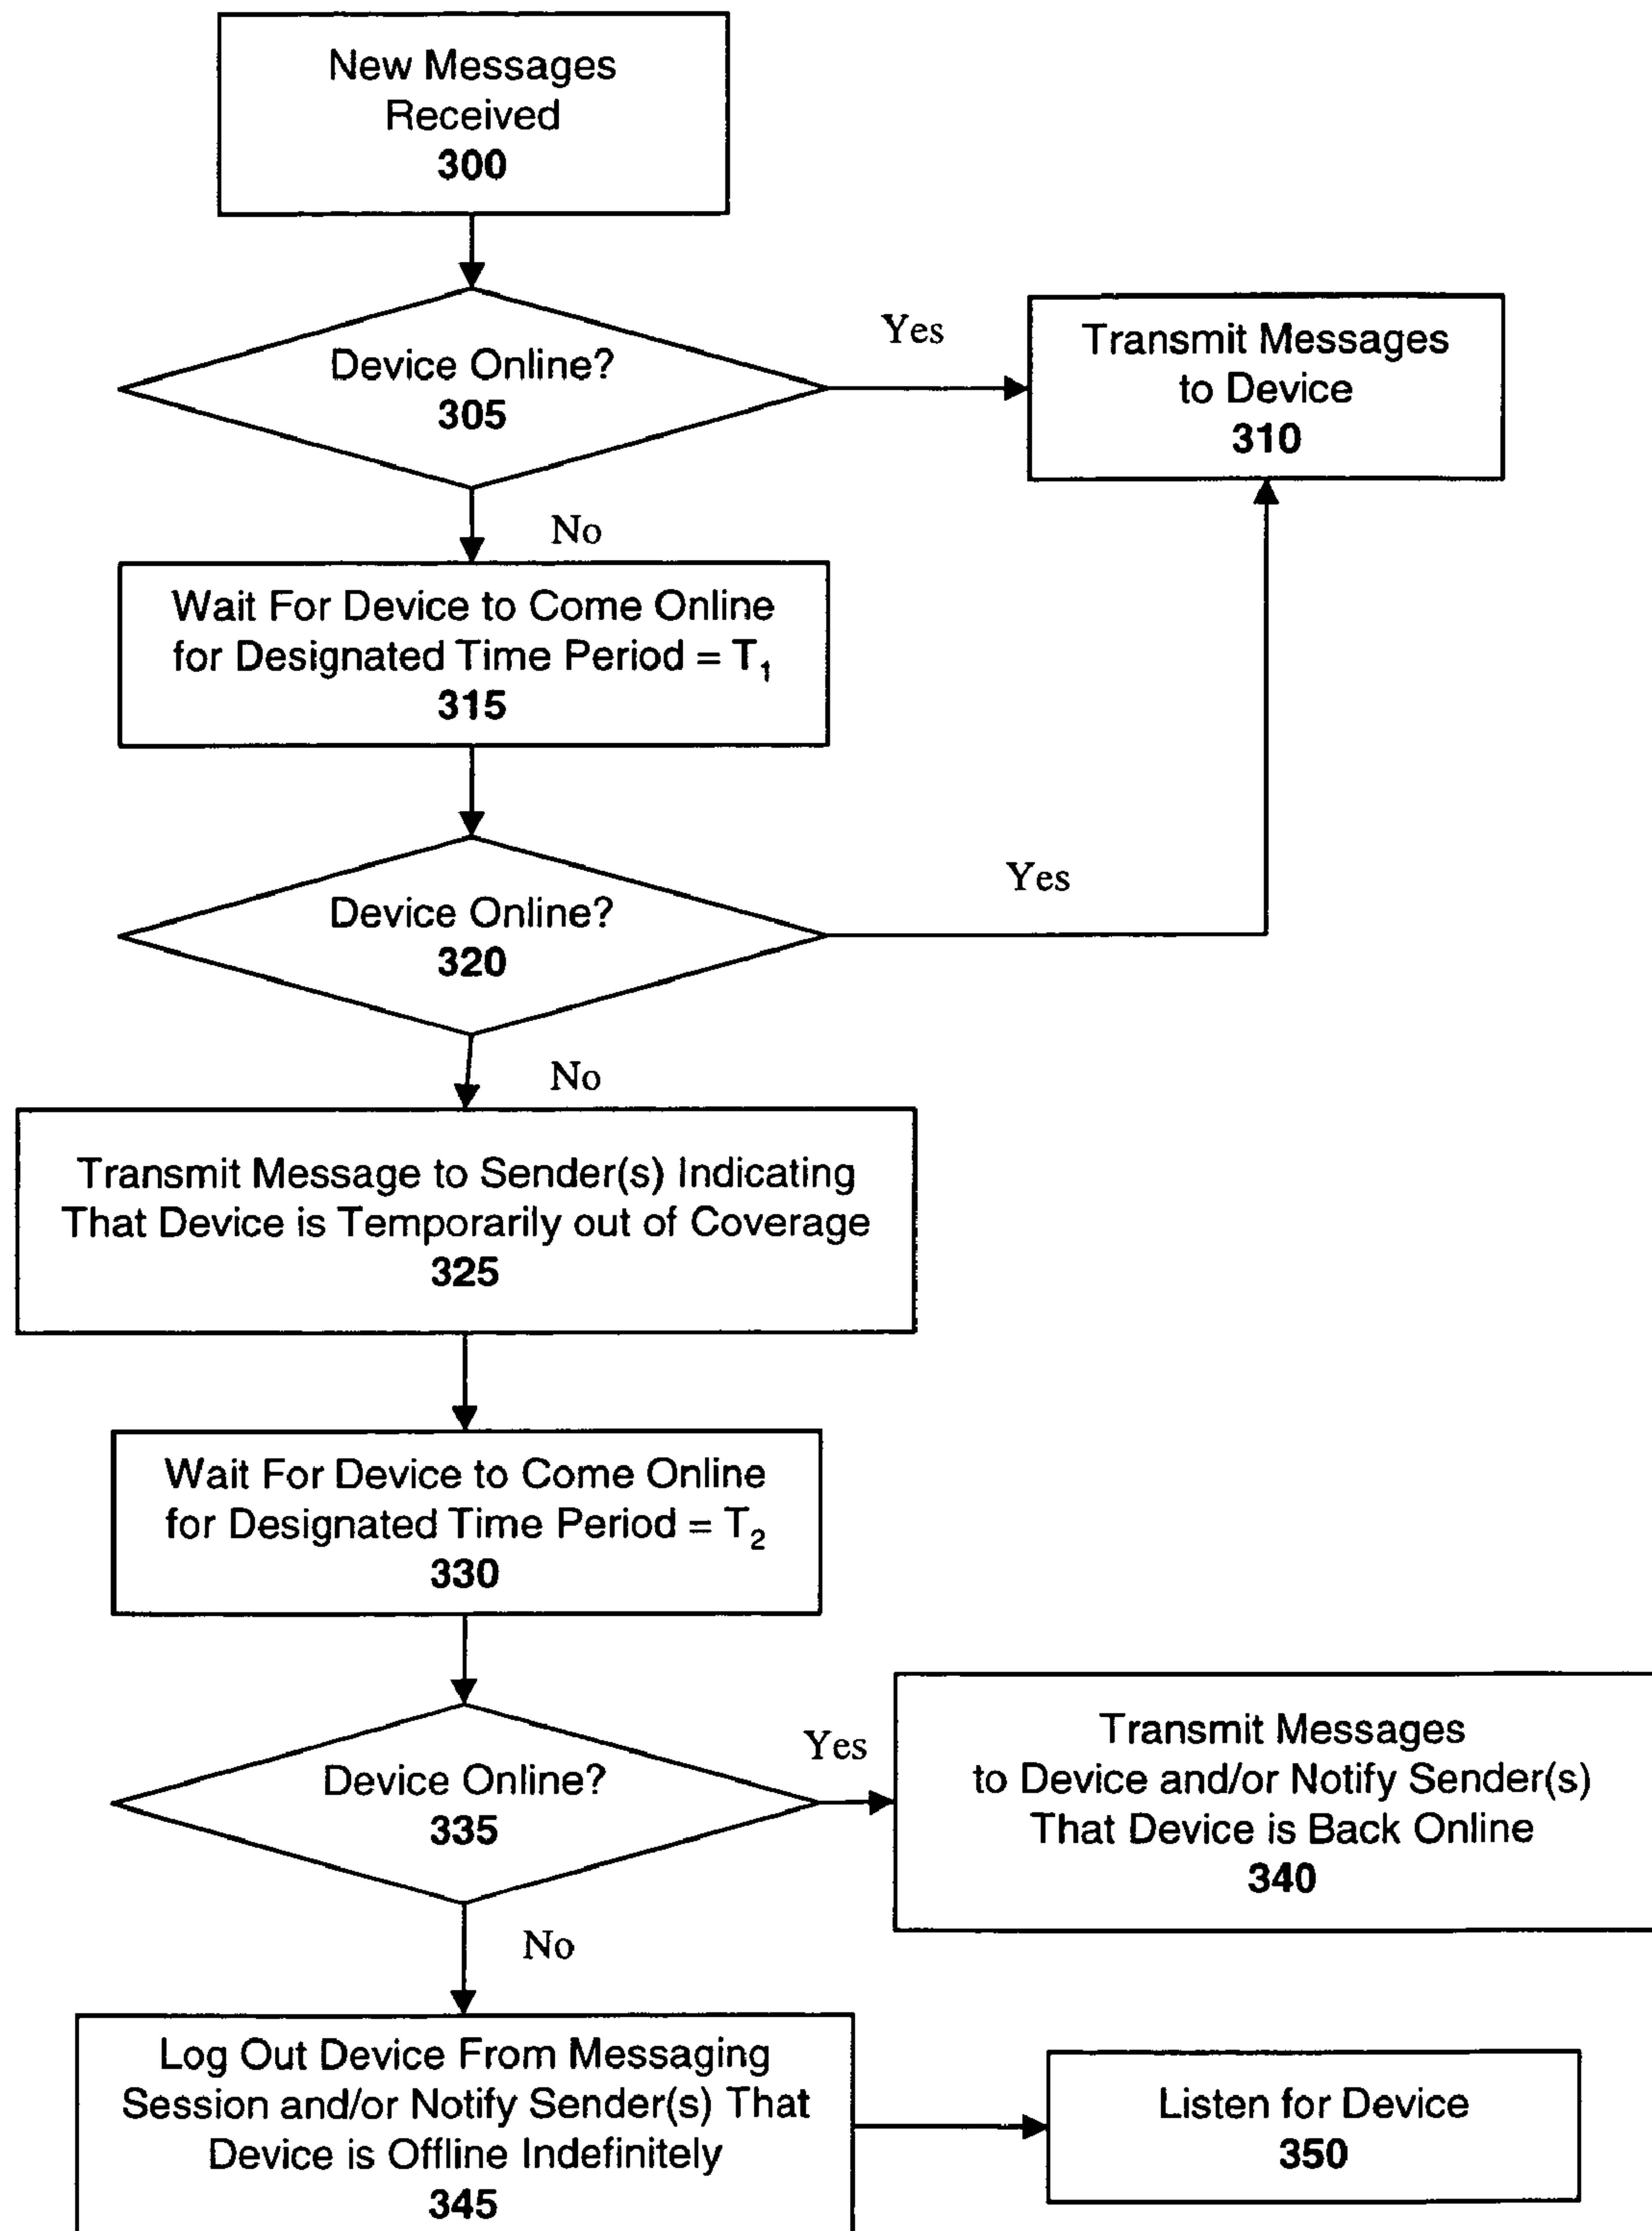 New Messages
Received
300
Device Online?
305
Yes
Transmit Messages
to Device
310
No
Wait For Device to Come Online
for Designated Time Period = T₁
315
Device Online?
320
Yes
No
Transmit Message to Sender(s) Indicating
That Device is Temporarily out of Coverage
325
Wait For Device to Come Online
for Designated Time Period = T₂
330
Device Online?
335
Yes
Transmit Messages
to Device and/or Notify Sender(s)
That Device is Back Online
340
No
Log Out Device From Messaging
Session and/or Notify Sender(s) That
Device is Offline Indefinitely
345
Listen for Device
350